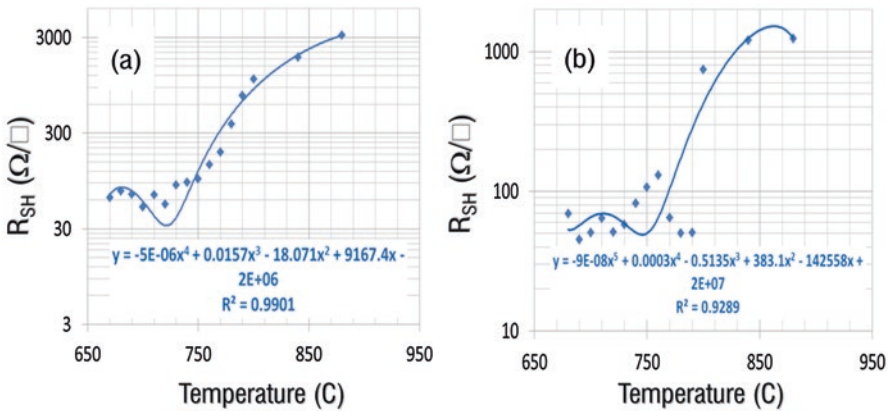 (a)
3000
300
30
3
R_SH (Ω/□)
y = -5E-06x⁴ + 0.0157x³ - 18.071x² + 9167.4x -
2E+06
R² = 0.9901
650 750 850 950
Temperature (C)
(b)
1000
100
10
R_SH (Ω/□)
y = -9E-08x⁵ + 0.0003x⁴ - 0.5135x³ + 383.1x² - 142558x +
2E+07
R² = 0.9289
650 750 850 950
Temperature (C)